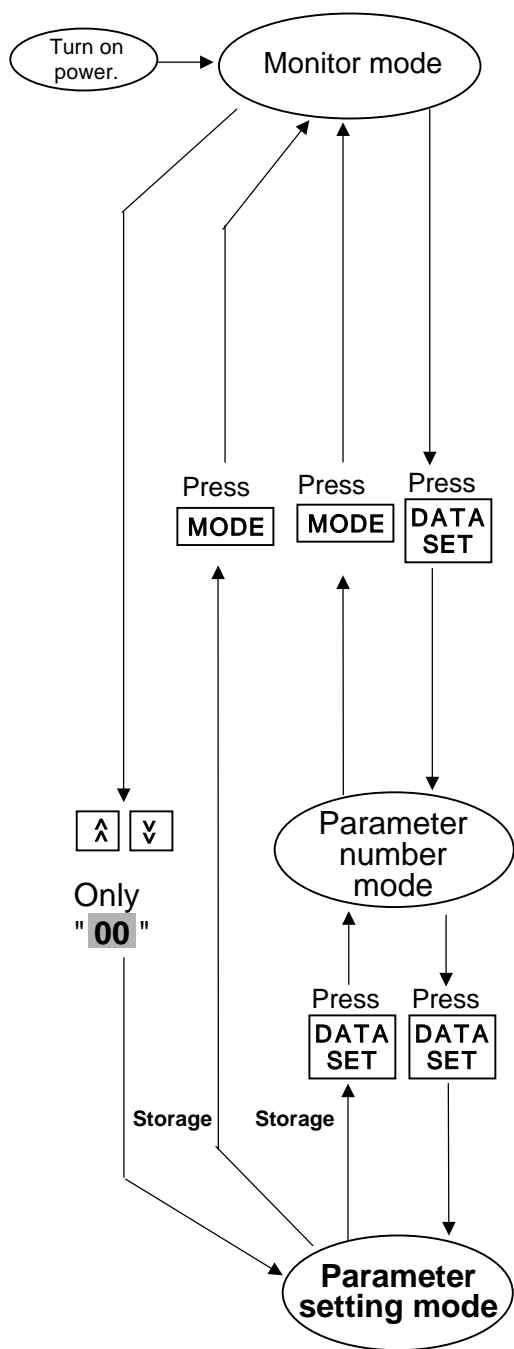 Turn on
power.
Monitor mode
Press
MODE
Press
MODE
Press
DATA
SET
Only
"00"
Parameter
number
mode
Press
DATA
SET
Press
DATA
SET
Storage
Storage
Parameter
setting mode